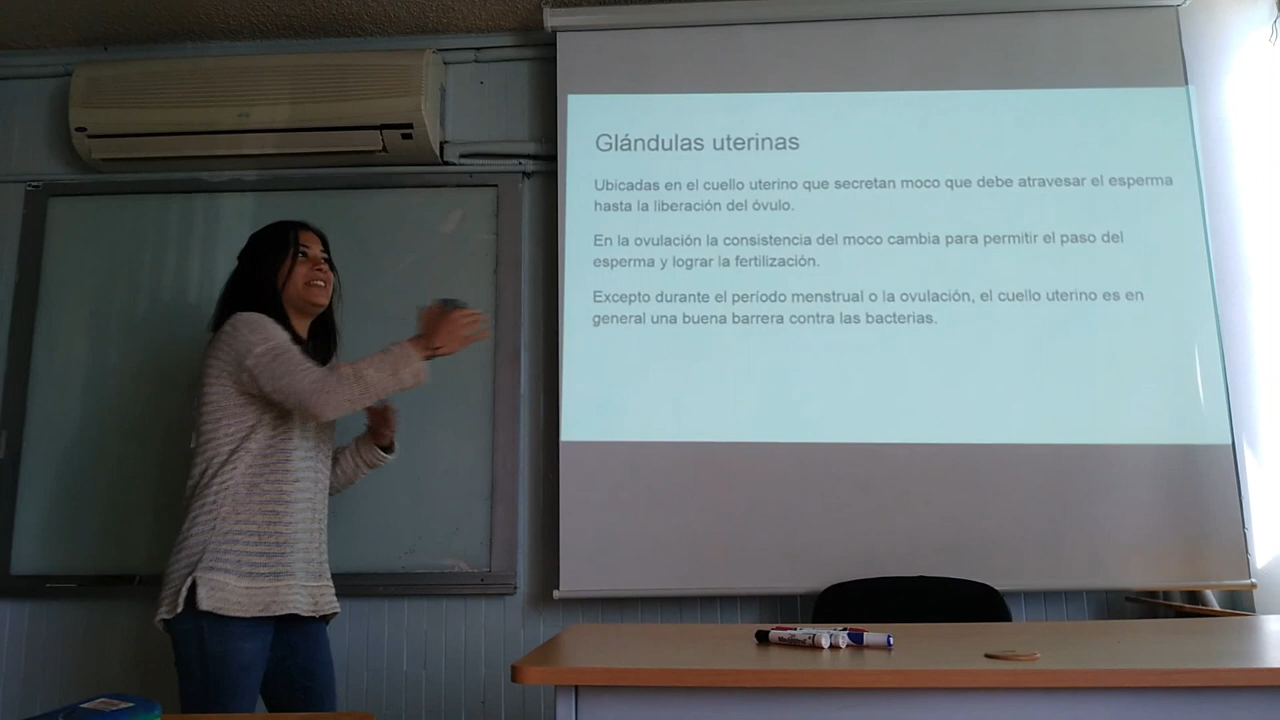 Glándulas uterinas
Ubicadas en el cuello uterino que secretan moco que debe atravesar el esperma
hasta la liberación del óvulo.
En la ovulación la consistencia del moco cambia para permitir el paso del
esperma y lograr la fertilización.
Excepto durante el período menstrual o la ovulación, el cuello uterino es en
general una buena barrera contra las bacterias.